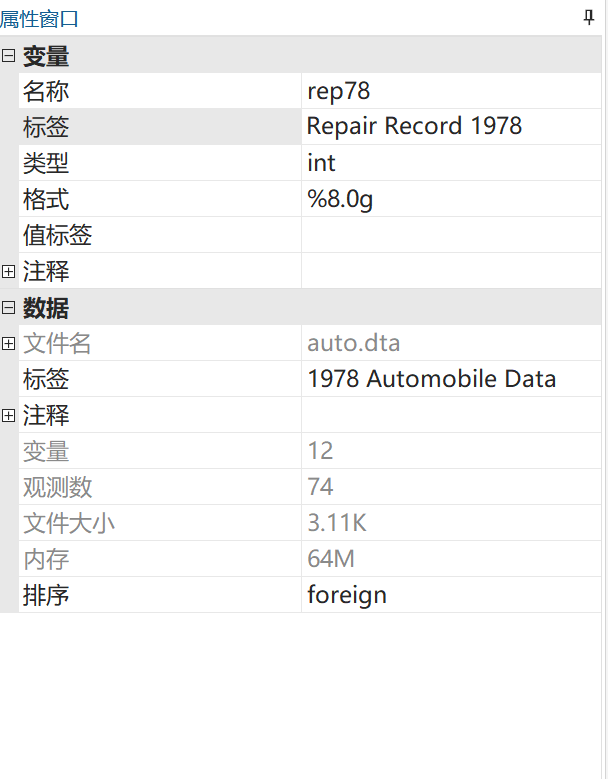 属性窗口
变量
名称 rep78
标签 Repair Record 1978
类型 int
格式 %8.0g
值标签
注释
数据
文件名 auto.dta
标签 1978 Automobile Data
注释
变量 12
观测数 74
文件大小 3.11K
内存 64M
排序 foreign